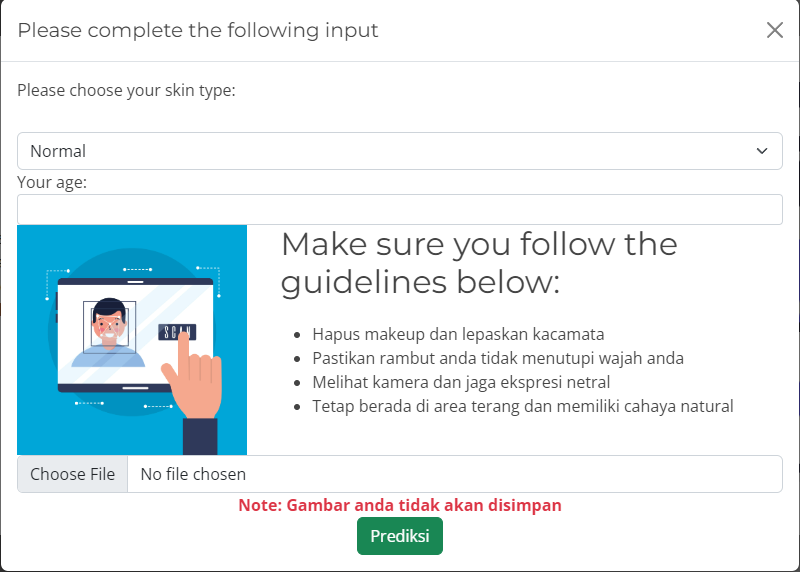 Please complete the following input
Please choose your skin type:
Normal
Your age:
SCAN
Make sure you follow the
guidelines below:
Hapus makeup dan lepaskan kacamata
Pastikan rambut anda tidak menutupi wajah anda
Melihat kamera dan jaga ekspresi netral
Tetap berada di area terang dan memiliki cahaya natural
Choose File No file chosen
Note: Gambar anda tidak akan disimpan
Prediksi